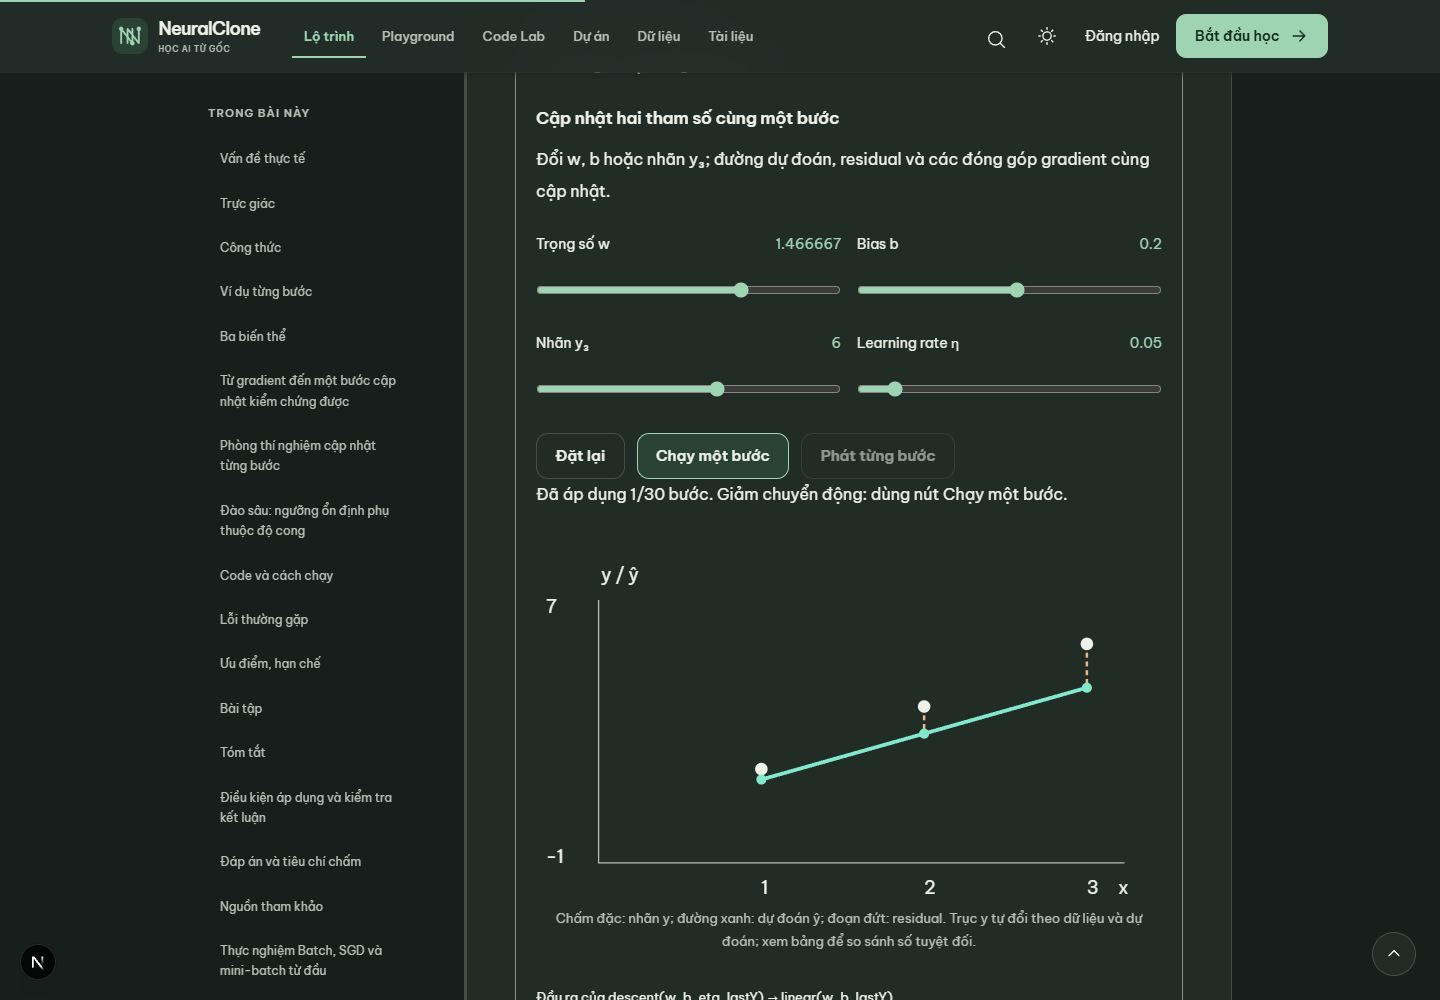 NeuralClone
HỌC AI TỪ GỐC
Lộ trình
Playground
Code Lab
Dự án
Dữ liệu
Tài liệu
Đăng nhập
Bắt đầu học
TRONG BÀI NÀY
Vấn đề thực tế
Trực giác
Công thức
Ví dụ từng bước
Ba biến thể
Từ gradient đến một bước cập
nhật kiểm chứng được
Phòng thí nghiệm cập nhật
từng bước
Đào sâu: ngưỡng ổn định phụ
thuộc độ cong
Code và cách chạy
Lỗi thường gặp
Ưu điểm, hạn chế
Bài tập
Tóm tắt
Điều kiện áp dụng và kiểm tra
kết luận
Đáp án và tiêu chí chấm
Nguồn tham khảo
Thực nghiệm Batch, SGD và
mini-batch từ đầu
Cập nhật hai tham số cùng một bước
Đổi w, b hoặc nhãn y₃; đường dự đoán, residual và các đóng góp gradient cùng
cập nhật.
Trọng số w 1.466667
Bias b 0.2
Nhãn y₃ 6
Learning rate η 0.05
Đặt lại
Chạy một bước
Phát từng bước
Đã áp dụng 1/30 bước. Giảm chuyển động: dùng nút Chạy một bước.
y / ŷ
7
−1
1 2 3 x
Chấm đặc: nhãn y; đường xanh: dự đoán ŷ; đoạn đứt: residual. Trục y tự đổi theo dữ liệu và dự
đoán; xem bảng để so sánh số tuyệt đối.
Đầu ra của descent(w, b, eta, lastY) → linear(w, b, lastY)